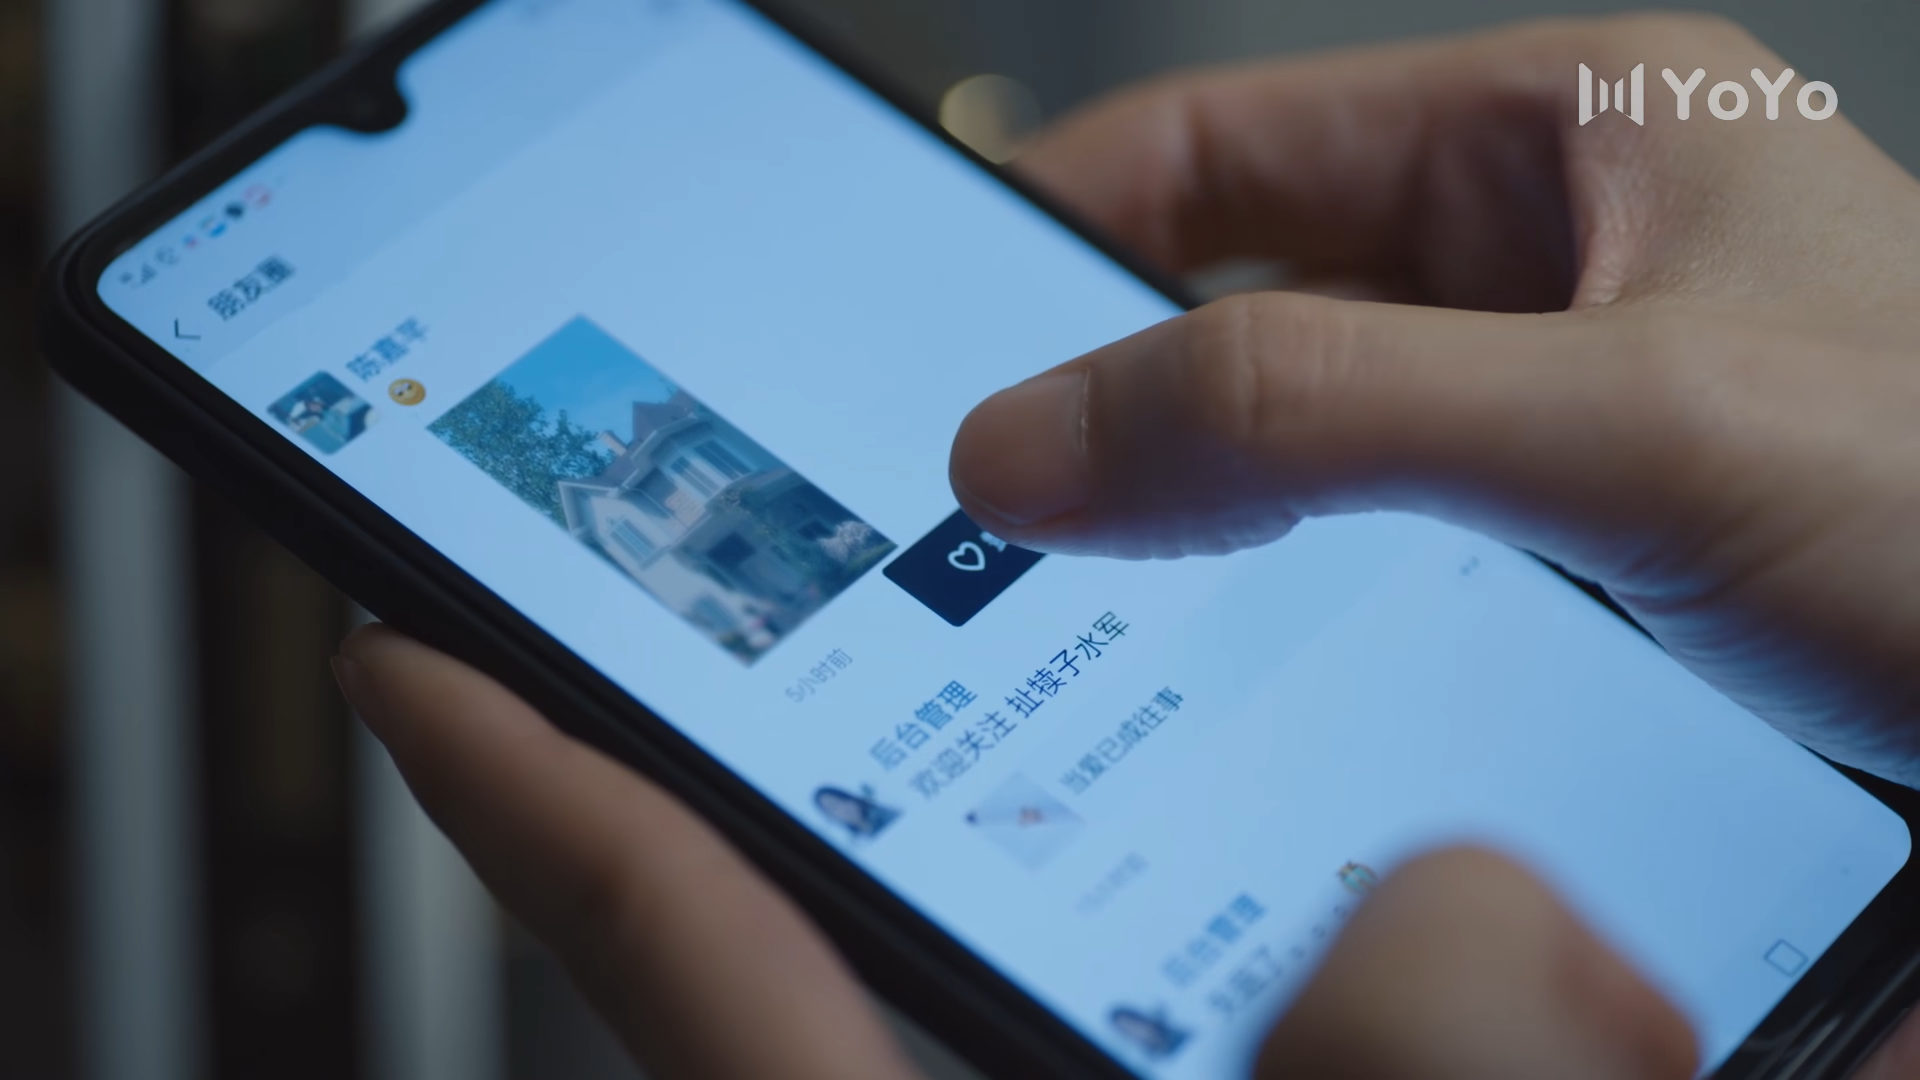 YoYo
朋友圈
陈嘉平
5小时前
后台管理
欢迎关注 扯犊子水军
当爱已成往事
后台管理